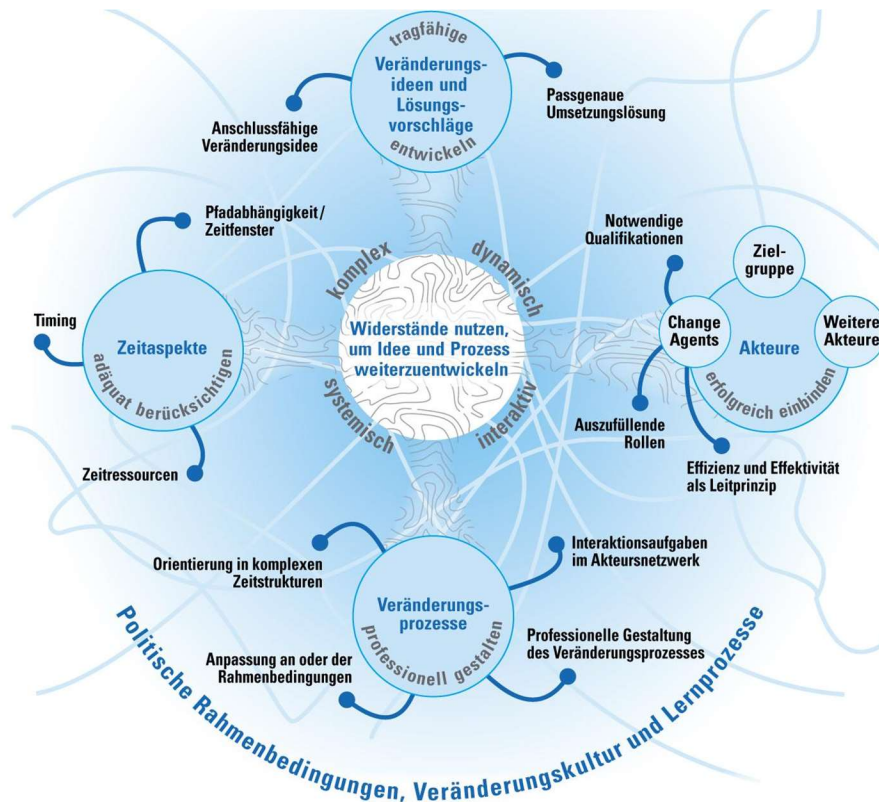 tragfähige
Veränderungs-
ideen und
Lösungs-
vorschläge
entwickeln
Anschlussfähige
Veränderungsidee
Passgenaue
Umsetzungslösung
Pfadabhängigkeit/
Zeitfenster
Timing
Zeitaspekte
adäquat berücksichtigen
Zeitressourcen
komplex
dynamisch
Widerstände nutzen,
um Idee und Prozess
weiterzuentwickeln
systemisch
interaktiv
Notwendige
Qualifikationen
Ziel-
gruppe
Change
Agents
Akteure
Weitere
Akteure
erfolgreich einbinden
Auszufüllende
Rollen
Effizienz und Effektivität
als Leitprinzip
Orientierung in komplexen
Zeitstrukturen
Interaktionsaufgaben
im Akteursnetzwerk
Veränderungs-
prozesse
professionell gestalten
Anpassung an oder der
Rahmenbedingungen
Professionelle Gestaltung
des Veränderungsprozesses
Politische Rahmenbedingungen, Veränderungskultur und Lernprozesse